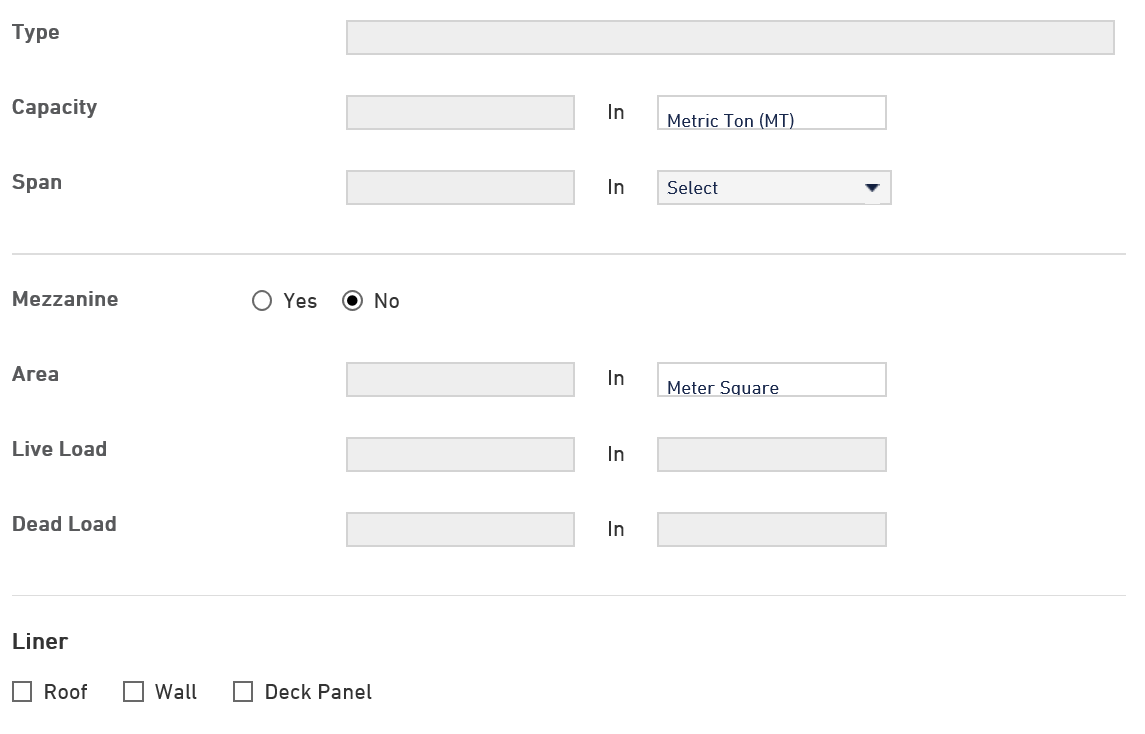 Type
Capacity In Metric Ton (MT)
Span In Select
Mezzanine Yes No
Area In Meter Square
Live Load In
Dead Load In
Liner
Roof Wall Deck Panel